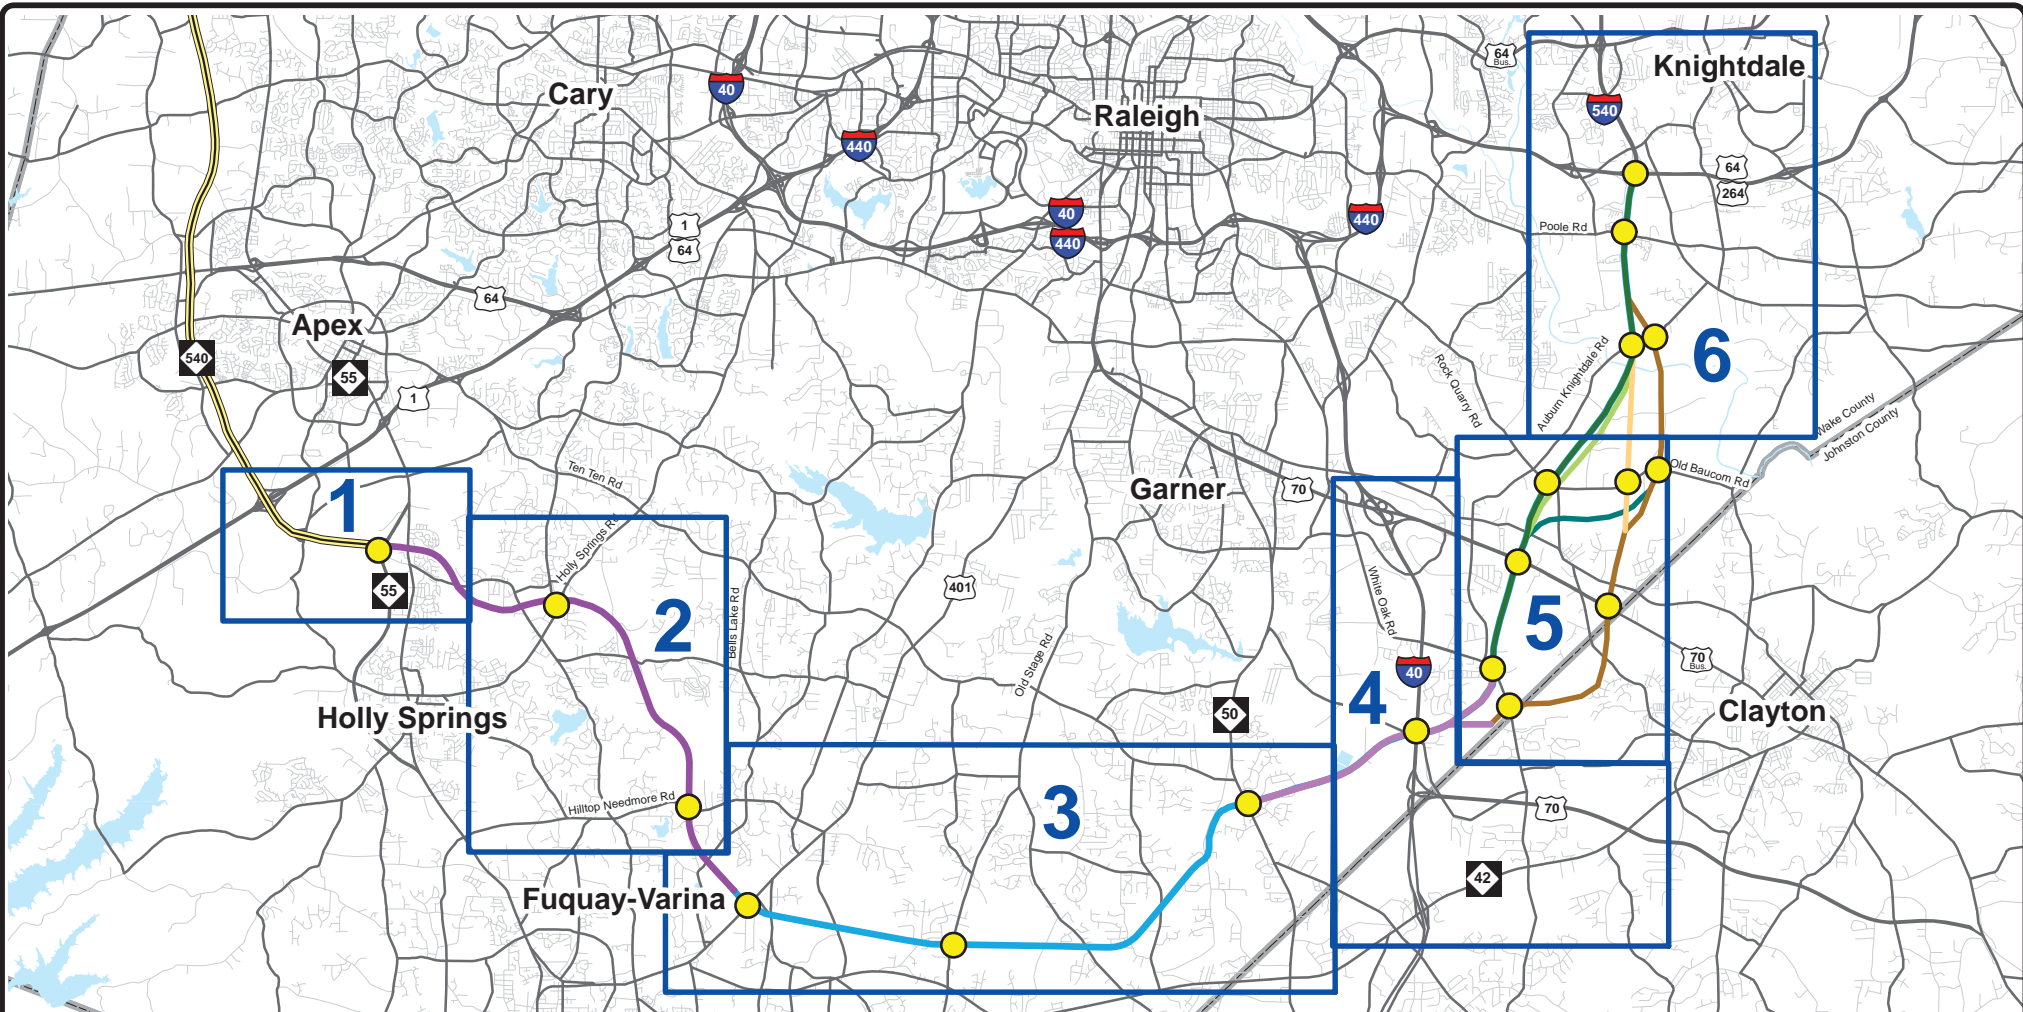 64
Bus.
Knightdale
Cary
40
540
Raleigh
440
64
264
40
1
440
440
64
Poole Rd
64
Apex
540
55
1
Auburn Knightdale Rd
6
Rock Quarry Rd
Wake County
Johnston County
Ten Ten Rd
Old Baucom Rd
1
Garner
70
Holly Springs Rd
55
2
Bells Lake Rd
401
White Oak Rd
5
Old Stage Rd
40
70
Bus.
Holly Springs
50
4
Clayton
Hilltop Needmore Rd
3
70
42
Fuquay-Varina